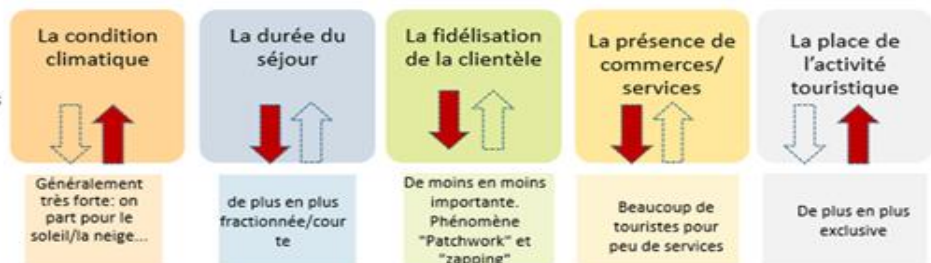 La condition
climatique
Généralement
très forte: on
part pour le
soleil/la neige...
La durée du
séjour
de plus en plus
fractionnée/cour
te
La fidélisation
de la clientèle
De moins en moins
importante.
Phénomène
"Patchwork" et
"zapping"
La présence de
commerces/
services
Beaucoup de
touristes pour
peu de services
La place de
l'activité
touristique
De plus en plus
exclusive